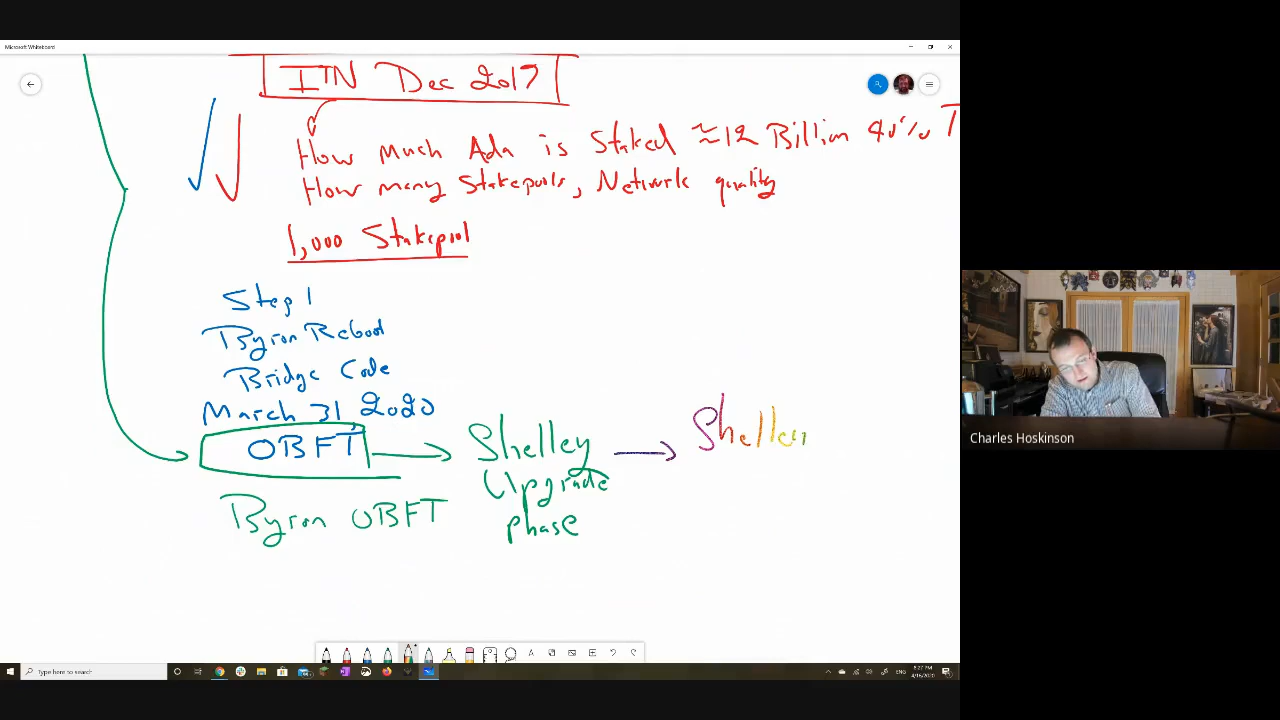 Microsoft Whiteboard
ITN Dec 2017
How Much Ada is Staked ≈12 Billion 40% T
How many Stakepools, Network quality
1,000 Stakepool
Step 1
Byron Reboot
Bridge Code
March 31 2020
OBFT → Shelley → Shelley
Upgrade
phase
Byron OBFT
Charles Hoskinson
Type here to search
ENG